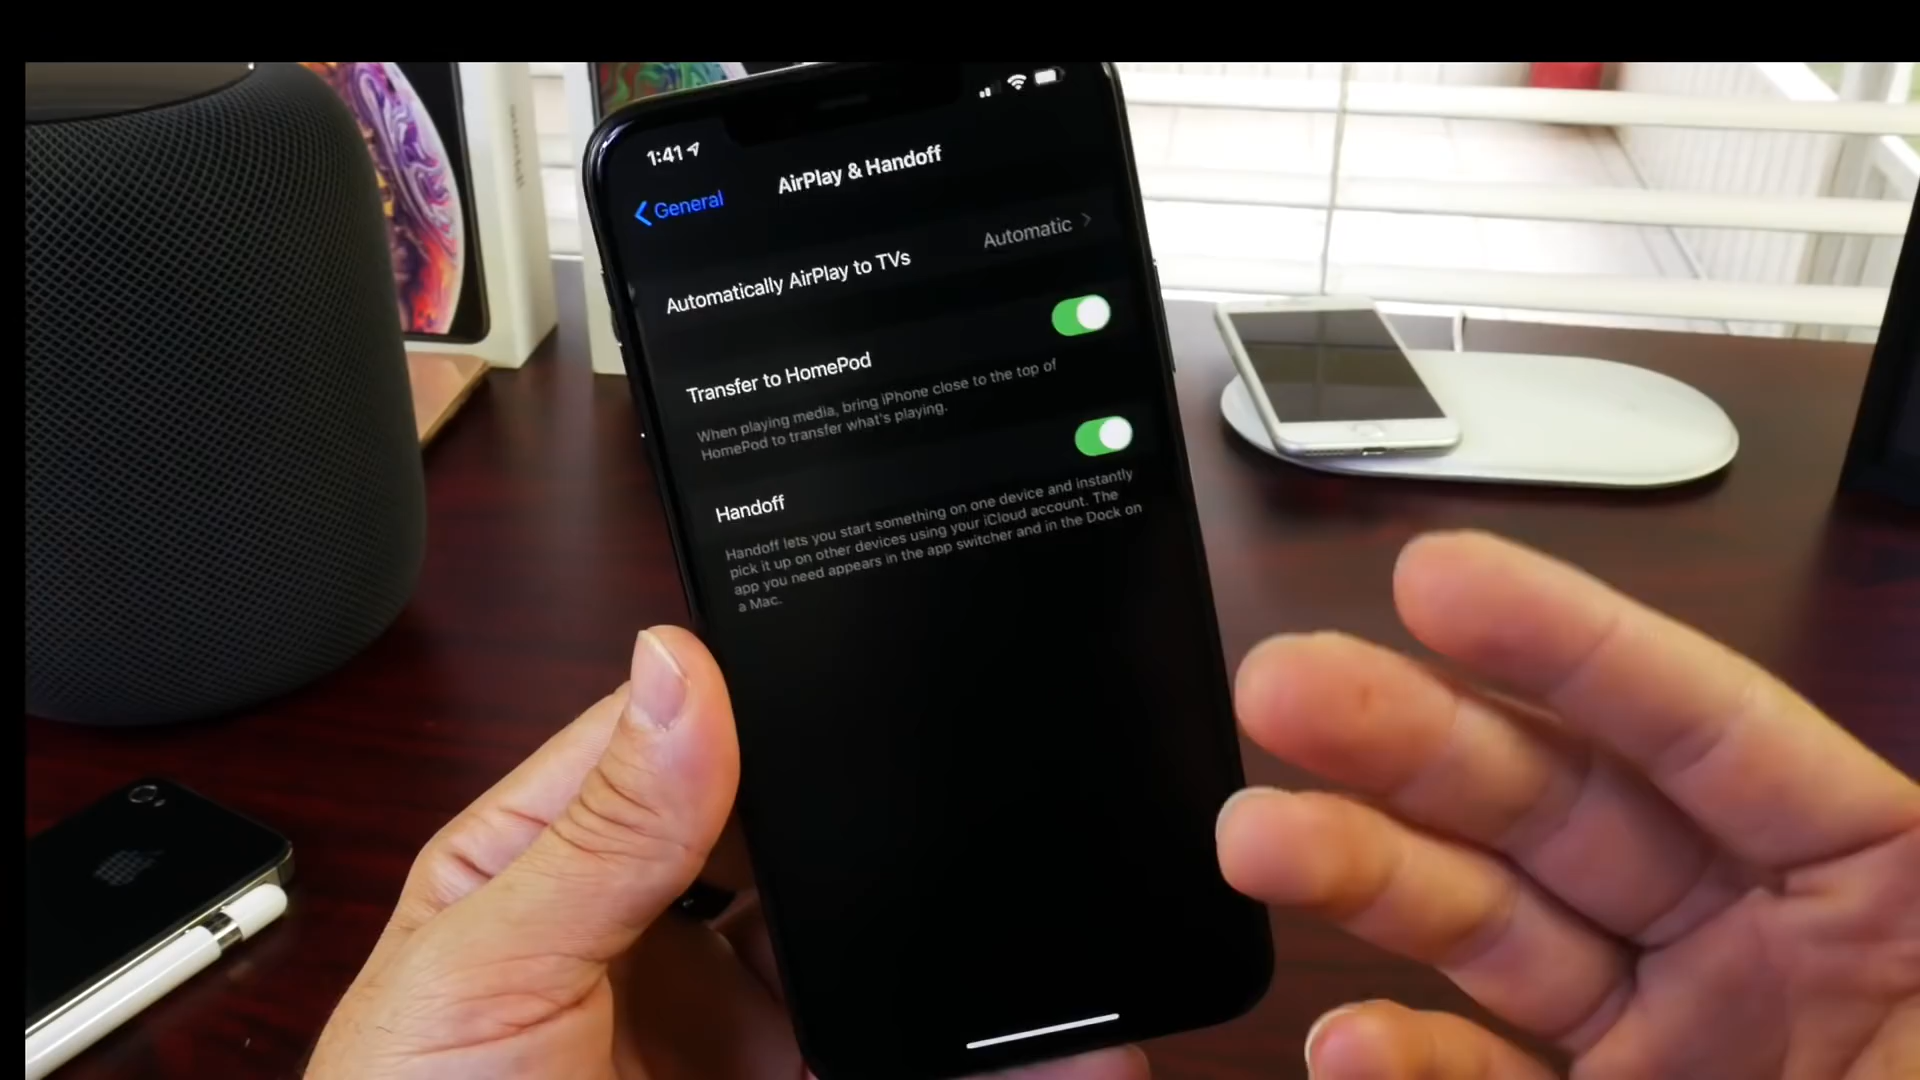 1:41
General
AirPlay & Handoff
Automatically AirPlay to TVs
Automatic
Transfer to HomePod
When playing media, bring iPhone close to the top of
HomePod to transfer what's playing.
Handoff
Handoff lets you start something on one device and instantly
pick it up on other devices using your iCloud account. The
app you need appears in the app switcher and in the Dock on
a Mac.